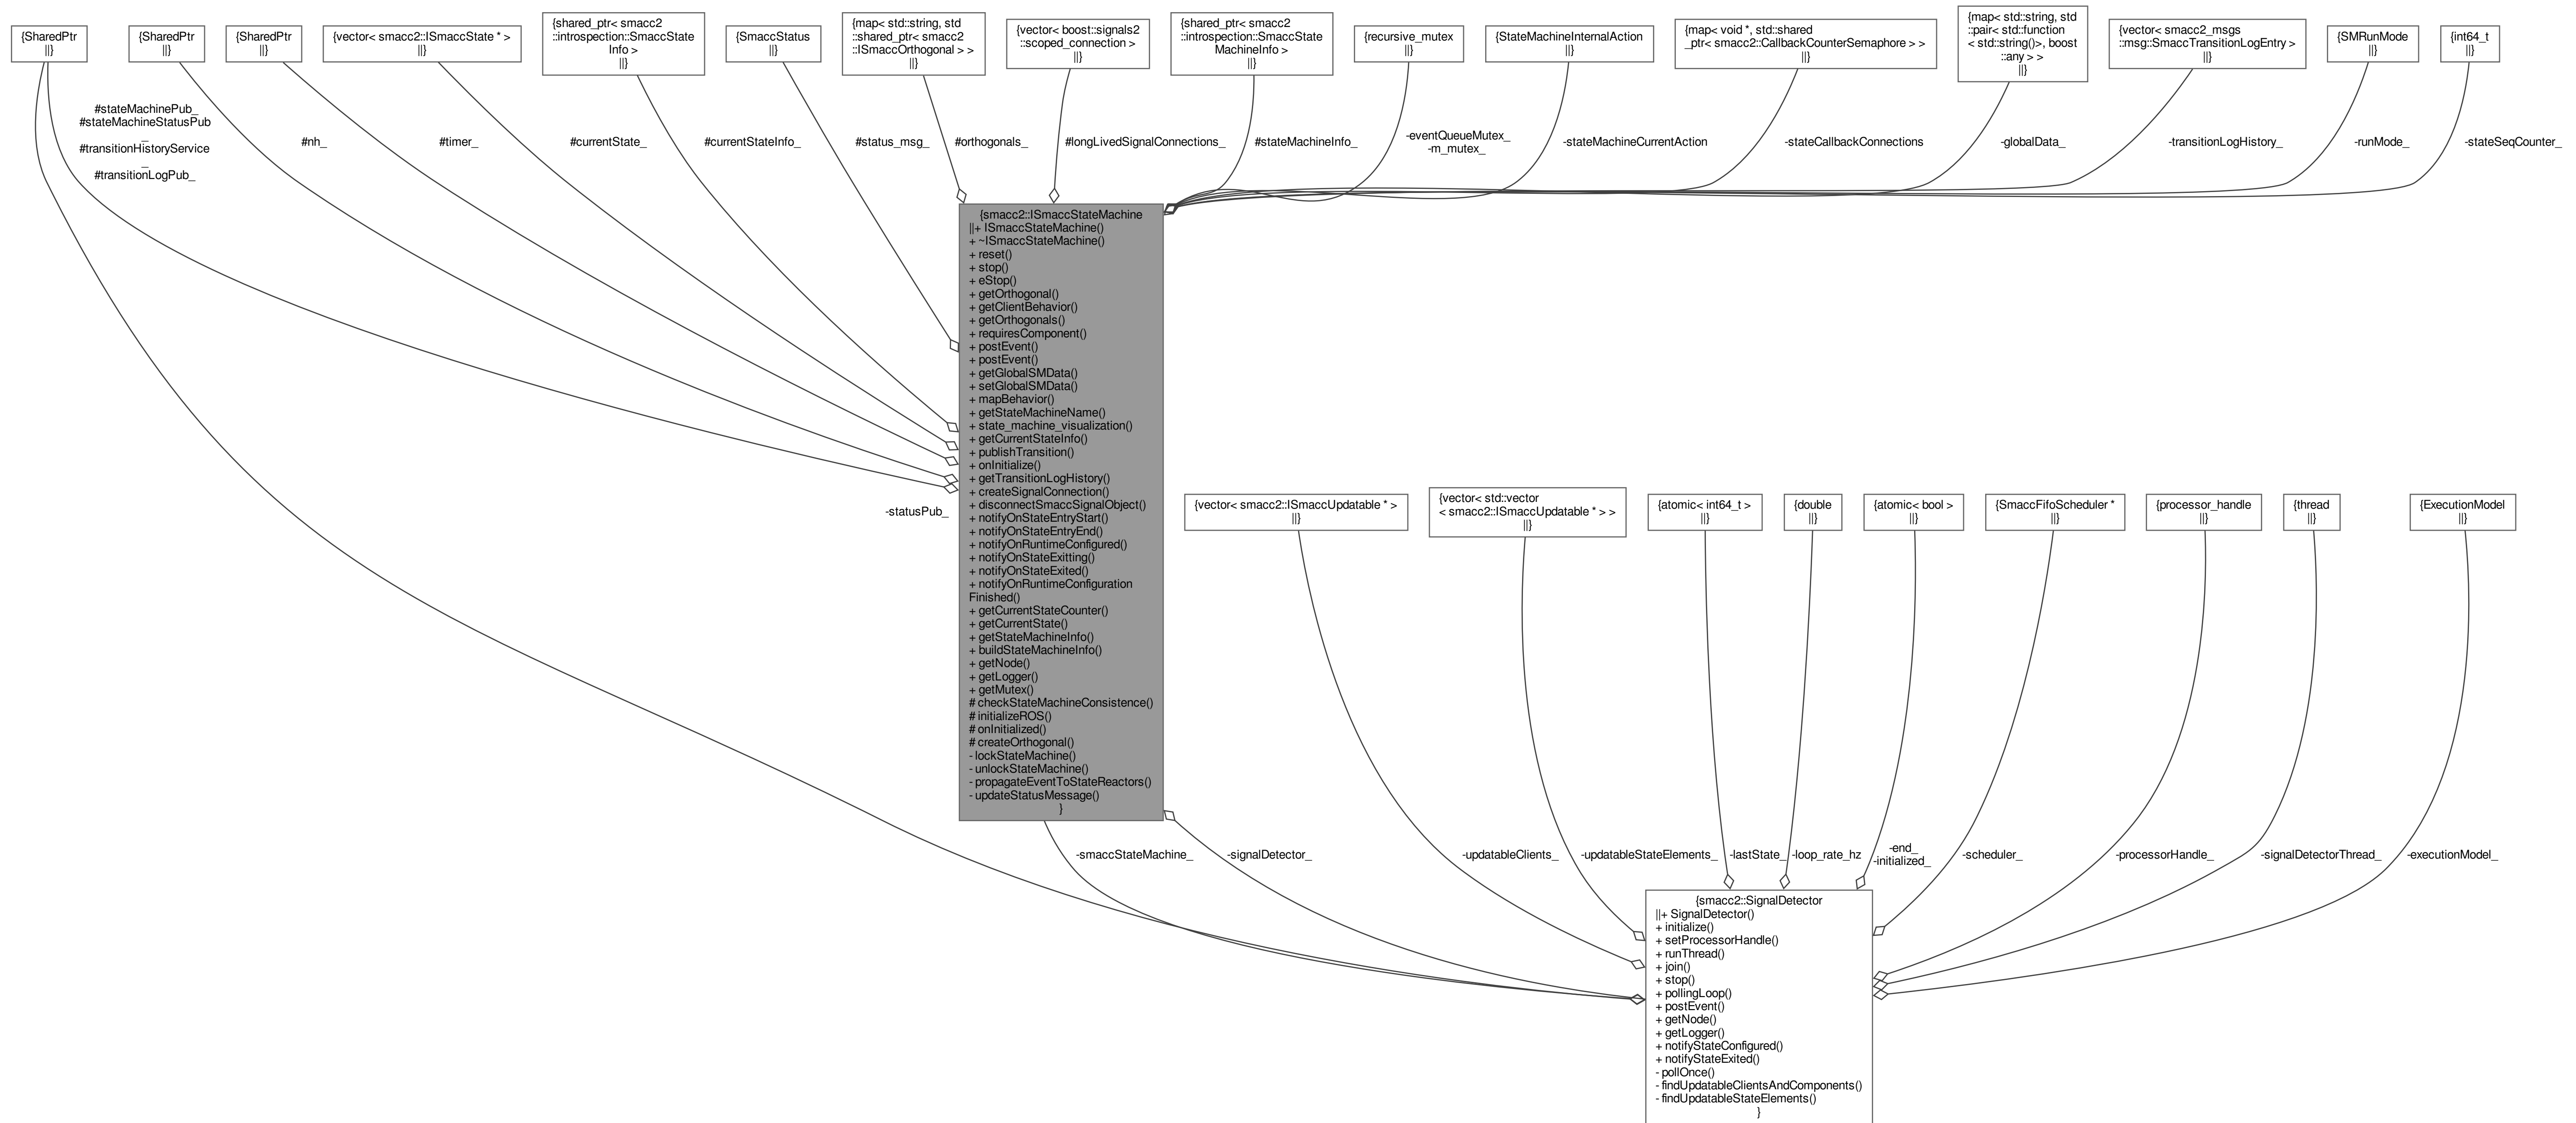 {SharedPtr
||}
{SharedPtr
||}
{SharedPtr
||}
{vector< smacc2::ISmaccState * >
||}
{shared_ptr< smacc2
::introspection::SmaccState
Info >
||}
{SmaccStatus
||}
{map< std::string, std
::shared_ptr< smacc2
::ISmaccOrthogonal > >
||}
{vector< boost::signals2
::scoped_connection >
||}
{shared_ptr< smacc2
::introspection::SmaccState
MachineInfo >
||}
{recursive_mutex
||}
{StateMachineInternalAction
||}
{map< void *, std::shared
_ptr< smacc2::CallbackCounterSemaphore > >
||}
{map< std::string, std
::pair< std::function
< std::string()>, boost
::any > >
||}
{vector< smacc2_msgs
::msg::SmaccTransitionLogEntry >
||}
{SMRunMode
||}
{int64_t
||}
#stateMachinePub_
#stateMachineStatusPub
_
#transitionHistoryService
_
#transitionLogPub_
#nh_
#timer_
#currentState_
#currentStateInfo_
#status_msg_
#orthogonals_
#longLivedSignalConnections_
#stateMachineInfo_
-eventQueueMutex_
-m_mutex_
-stateMachineCurrentAction
-stateCallbackConnections
-globalData_
-transitionLogHistory_
-runMode_
-stateSeqCounter_
{smacc2::ISmaccStateMachine
||+ ISmaccStateMachine()
+ ~ISmaccStateMachine()
+ reset()
+ stop()
+ eStop()
+ getOrthogonal()
+ getClientBehavior()
+ getOrthogonals()
+ requiresComponent()
+ postEvent()
+ postEvent()
+ getGlobalSMData()
+ setGlobalSMData()
+ mapBehavior()
+ getStateMachineName()
+ state_machine_visualization()
+ getCurrentStateInfo()
+ publishTransition()
+ onInitialize()
+ getTransitionLogHistory()
+ createSignalConnection()
+ disconnectSmaccSignalObject()
+ notifyOnStateEntryStart()
+ notifyOnStateEntryEnd()
+ notifyOnRuntimeConfigured()
+ notifyOnStateExitting()
+ notifyOnStateExited()
+ notifyOnRuntimeConfiguration
Finished()
+ getCurrentStateCounter()
+ getCurrentState()
+ getStateMachineInfo()
+ buildStateMachineInfo()
+ getNode()
+ getLogger()
+ getMutex()
# checkStateMachineConsistence()
# initializeROS()
# onInitialized()
# createOrthogonal()
- lockStateMachine()
- unlockStateMachine()
- propagateEventToStateReactors()
- updateStatusMessage()
}
-statusPub_
{vector< smacc2::ISmaccUpdatable * >
||}
{vector< std::vector
< smacc2::ISmaccUpdatable * > >
||}
{atomic< int64_t >
||}
{double
||}
{atomic< bool >
||}
{SmaccFifoScheduler *
||}
{processor_handle
||}
{thread
||}
{ExecutionModel
||}
-smaccStateMachine_
-signalDetector_
-updatableClients_
-updatableStateElements_
-lastState_
-loop_rate_hz
-end_
-initialized_
-scheduler_
-processorHandle_
-signalDetectorThread_
-executionModel_
{smacc2::SignalDetector
||+ SignalDetector()
+ initialize()
+ setProcessorHandle()
+ runThread()
+ join()
+ stop()
+ pollingLoop()
+ postEvent()
+ getNode()
+ getLogger()
+ notifyStateConfigured()
+ notifyStateExited()
- pollOnce()
- findUpdatableClientsAndComponents()
- findUpdatableStateElements()
}